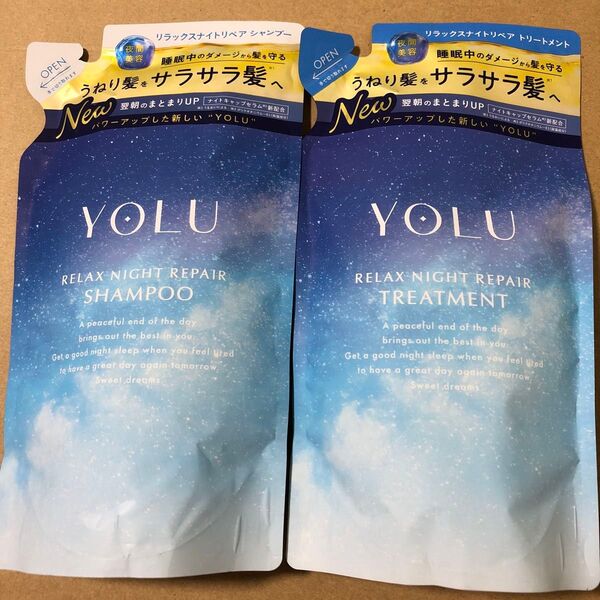 リラックスナイトリペア シャンプー
OPEN
夜間美容
睡眠中のダメージから髪を守る
うねり髪をサラサラ髪へ
New
翌朝のまとまりUP
ナイトキャップセラム
新配合
パワーアップした新しい "YOLU"
YOLU
RELAX NIGHT REPAIR
SHAMPOO
A peaceful end of the day
brings out the best in you.
Get a good night sleep when you feel tired
to have a great day again tomorrow.
Sweet dreams.
リラックスナイトリペア トリートメント
OPEN
夜間美容
睡眠中のダメージから髪を守る
うねり髪をサラサラ髪へ
New
翌朝のまとまりUP
ナイトキャップセラム
新配合
パワーアップした新しい "YOLU"
YOLU
RELAX NIGHT REPAIR
TREATMENT
A peaceful end of the day
brings out the best in you.
Get a good night sleep when you feel tired
to have a great day again tomorrow.
Sweet dreams.